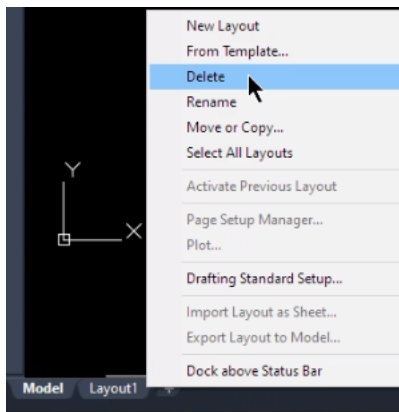 New Layout
From Template...
Delete
Rename
Move or Copy...
Select All Layouts
Activate Previous Layout
Page Setup Manager...
Plot...
Drafting Standard Setup...
Import Layout as Sheet...
Export Layout to Model...
Dock above Status Bar
Y
X
Model Layout1 +